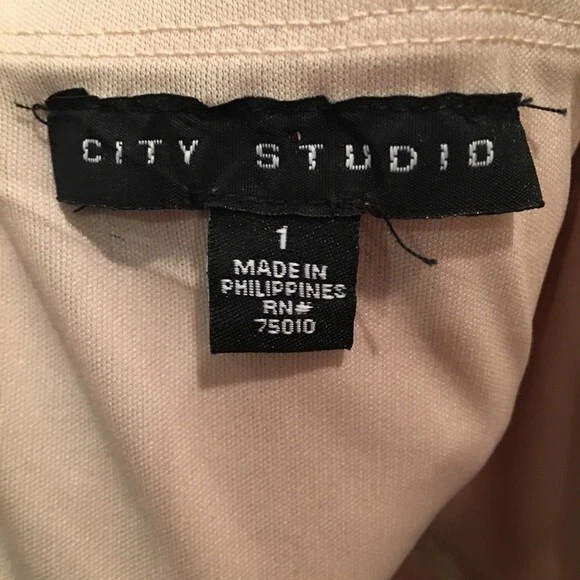 CITY STUDIO
1
MADE IN
PHILIPPINES
RN#
75010